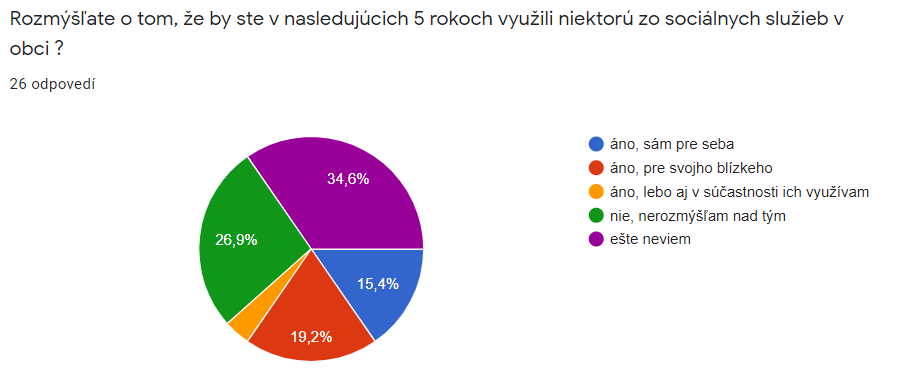 Rozmýšľate o tom, že by ste v nasledujúcich 5 rokoch využili niektorú zo sociálnych služieb v
obci ?
26 odpovedí
34,6%
26,9%
15,4%
19,2%
áno, sám pre seba
áno, pre svojho blízkeho
áno, lebo aj v súčastnosti ich využívam
nie, nerozmýšľam nad tým
ešte neviem